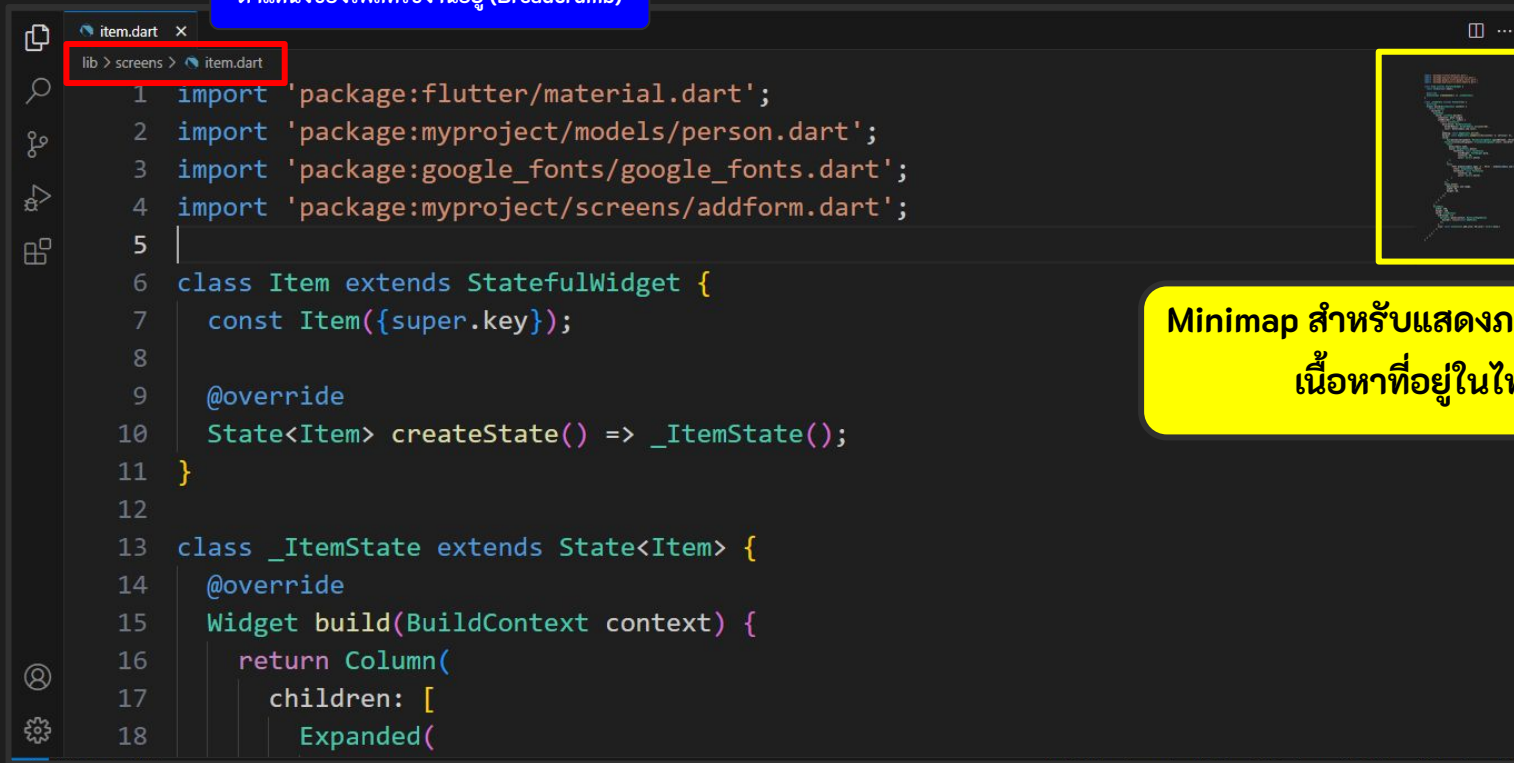 (Breadcrumb)
item.dart ×
lib > screens > item.dart
1 import 'package:flutter/material.dart';
2 import 'package:myproject/models/person.dart';
3 import 'package:google_fonts/google_fonts.dart';
4 import 'package:myproject/screens/addform.dart';
5
6 class Item extends StatefulWidget {
7 const Item({super.key});
8
9 @override
10 State<Item> createState() => _ItemState();
11 }
12
13 class _ItemState extends State<Item> {
14 @override
15 Widget build(BuildContext context) {
16 return Column(
17 children: [
18 Expanded(
Minimap สำหรับแสดง
เนื้อหาที่อยู่ใน